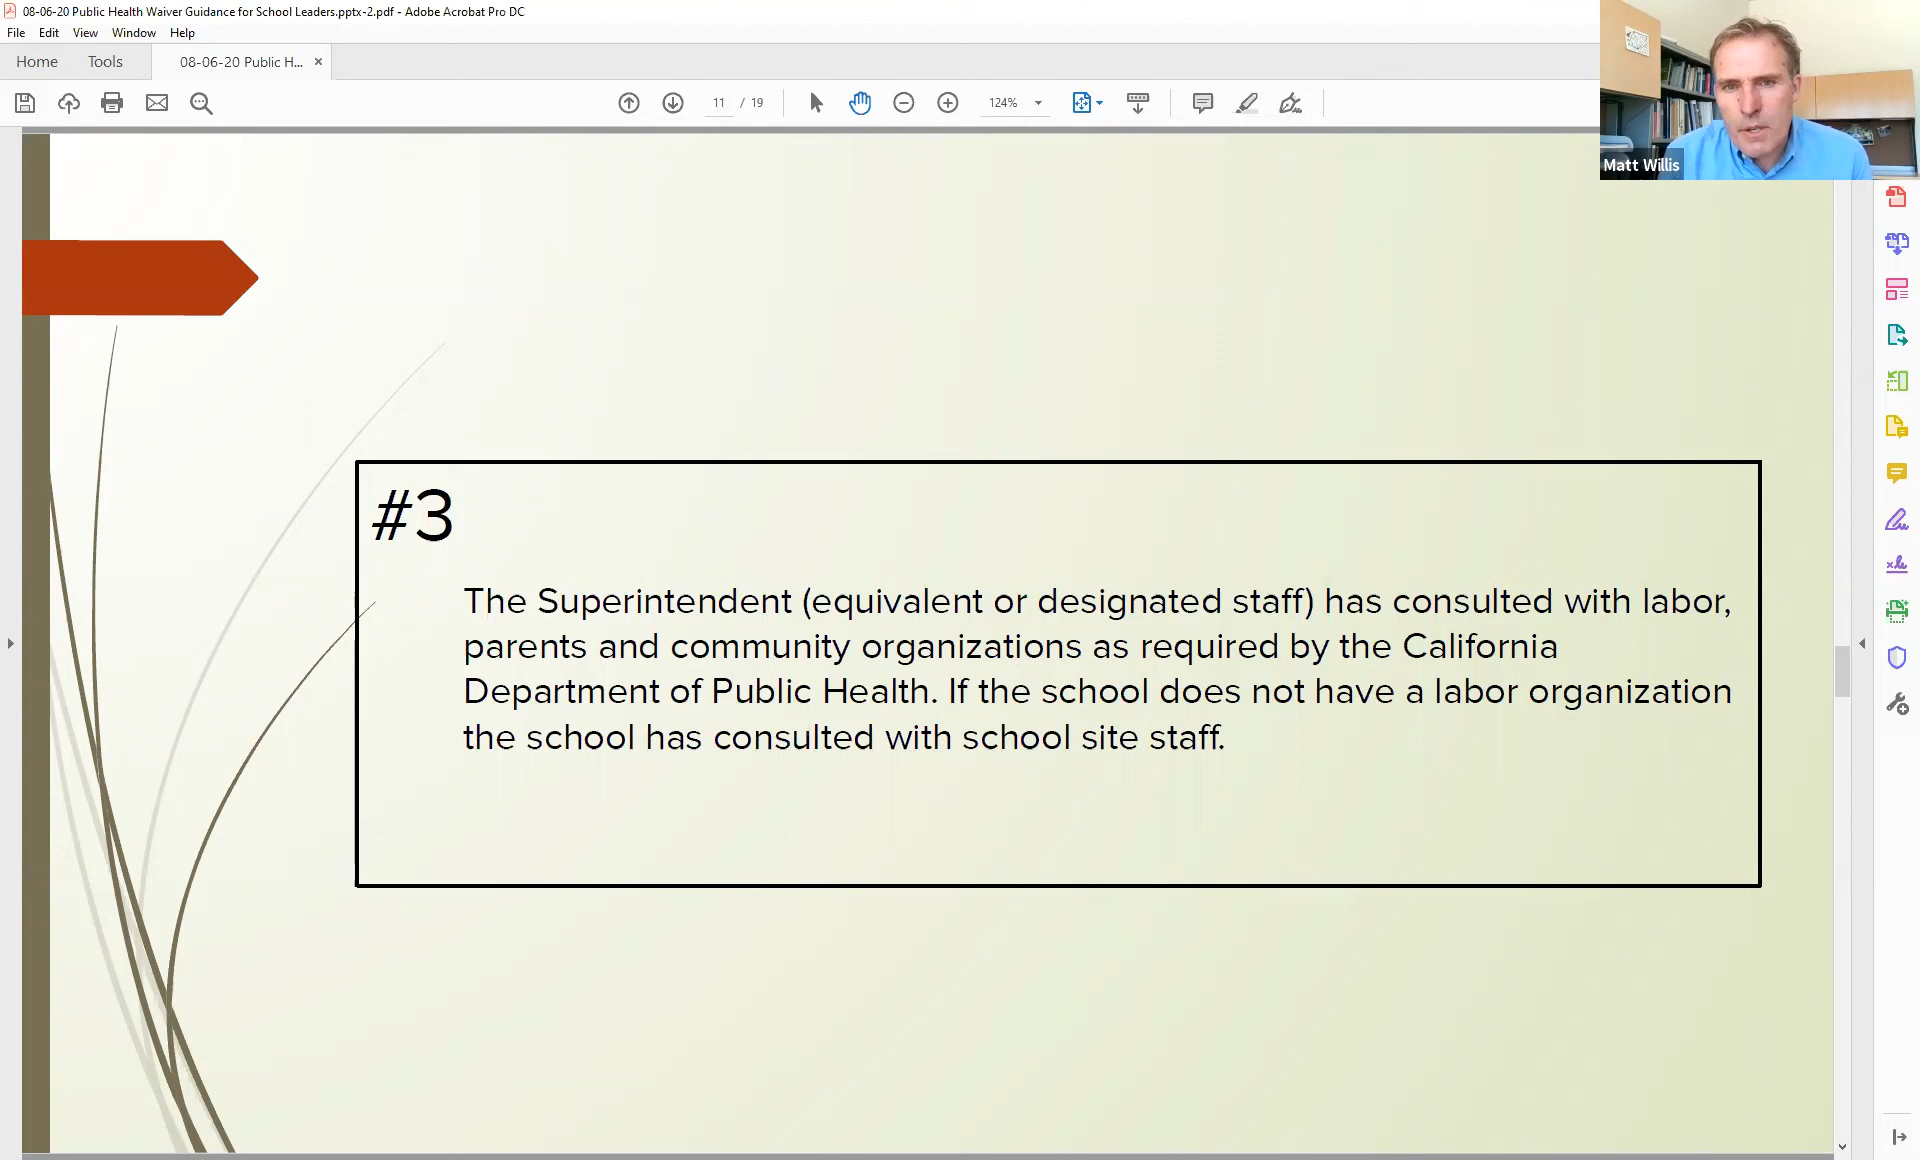 08-06-20 Public Health Waiver Guidance for School Leaders.pptx-2.pdf - Adobe Acrobat Pro DC
File Edit View Window Help
Home Tools 08-06-20 Public H... ×
11 / 19 124%
Matt Willis
#3
The Superintendent (equivalent or designated staff) has consulted with labor,
parents and community organizations as required by the California
Department of Public Health. If the school does not have a labor organization
the school has consulted with school site staff.